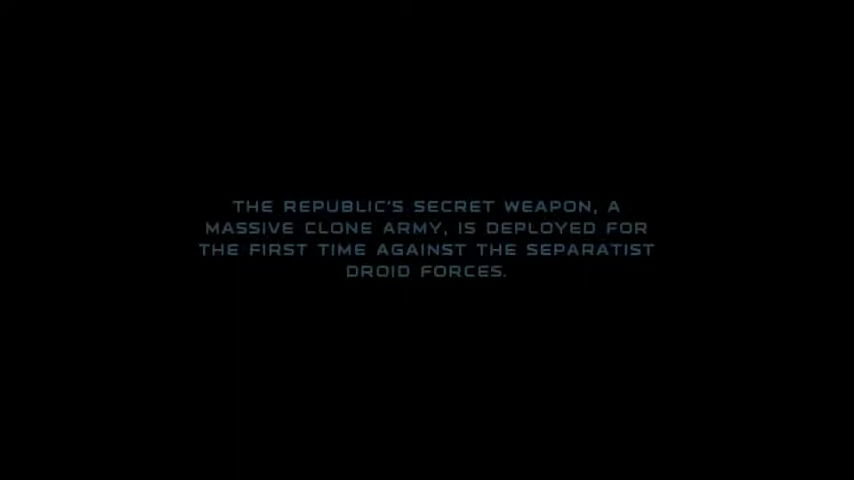 THE REPUBLIC'S SECRET WEAPON, A
MASSIVE CLONE ARMY, IS DEPLOYED FOR
THE FIRST TIME AGAINST THE SEPARATIST
DROID FORCES.